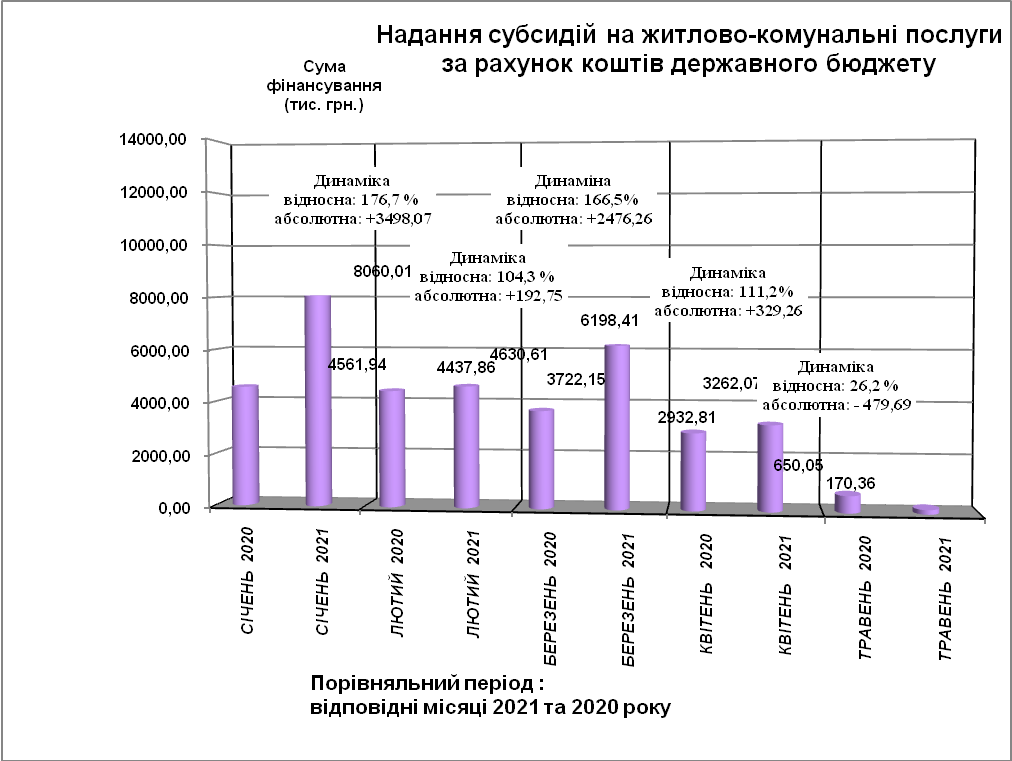 Надання субсидій на житлово-комунальні послуги
за рахунок коштів державного бюджету
Сума
фінансування
(тис. грн.)
14000,00
12000,00
10000,00
8000,00
6000,00
4000,00
2000,00
0,00
Динаміка
відносна: 176,7 %
абсолютна: +3498,07
Динаміна
відносна: 166,5%
абсолютна: +2476,26
Динаміка
відносна: 104,3 %
абсолютна: +192,75
Динаміка
відносна: 111,2%
абсолютна: +329,26
Динаміка
відносна: 26,2 %
абсолютна: - 479,69
8060,01
4561,94
4437,86
4630,61
3722,15
6198,41
2932,81
3262,07
650,05
170,36
СІЧЕНЬ 2020
СІЧЕНЬ 2021
ЛЮТИЙ 2020
ЛЮТИЙ 2021
БЕРЕЗЕНЬ 2020
БЕРЕЗЕНЬ 2021
КВІТЕНЬ 2020
КВІТЕНЬ 2021
ТРАВЕНЬ 2020
ТРАВЕНЬ 2021
Порівняльний період :
відповідні місяці 2021 та 2020 року